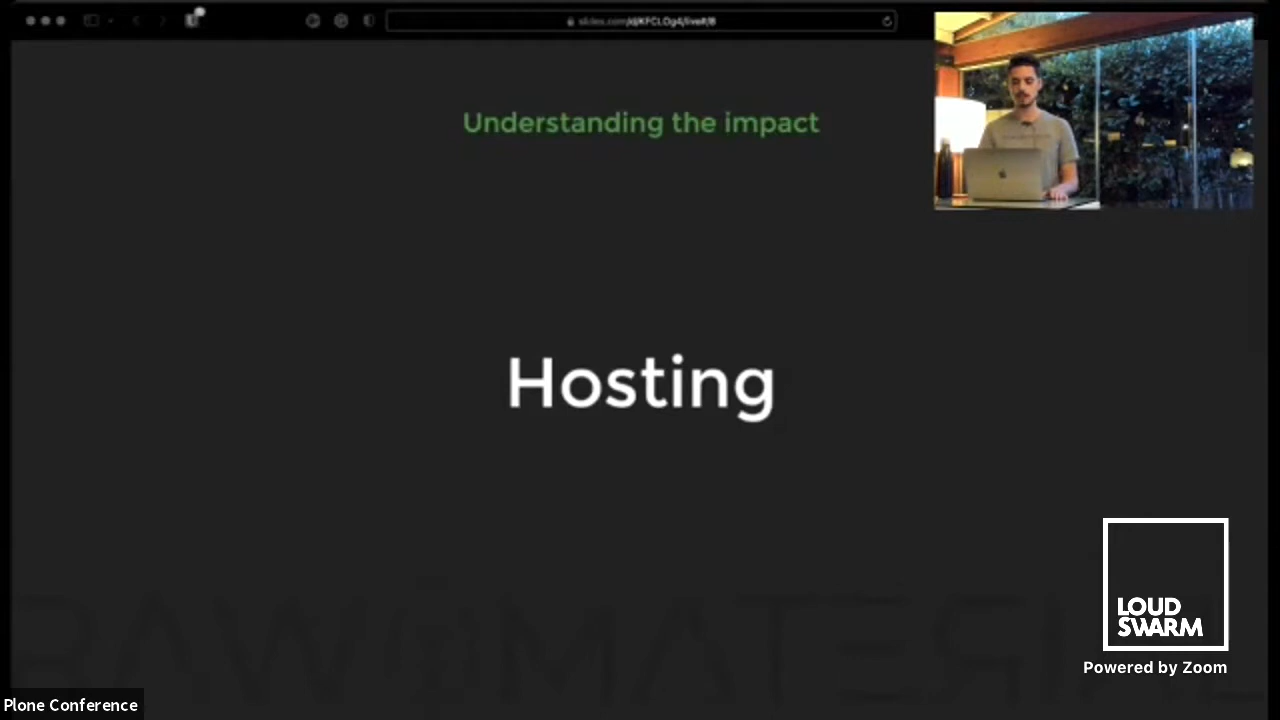 Understanding the impact
Hosting
LOUD
SWARM
Powered by Zoom
Plone Conference